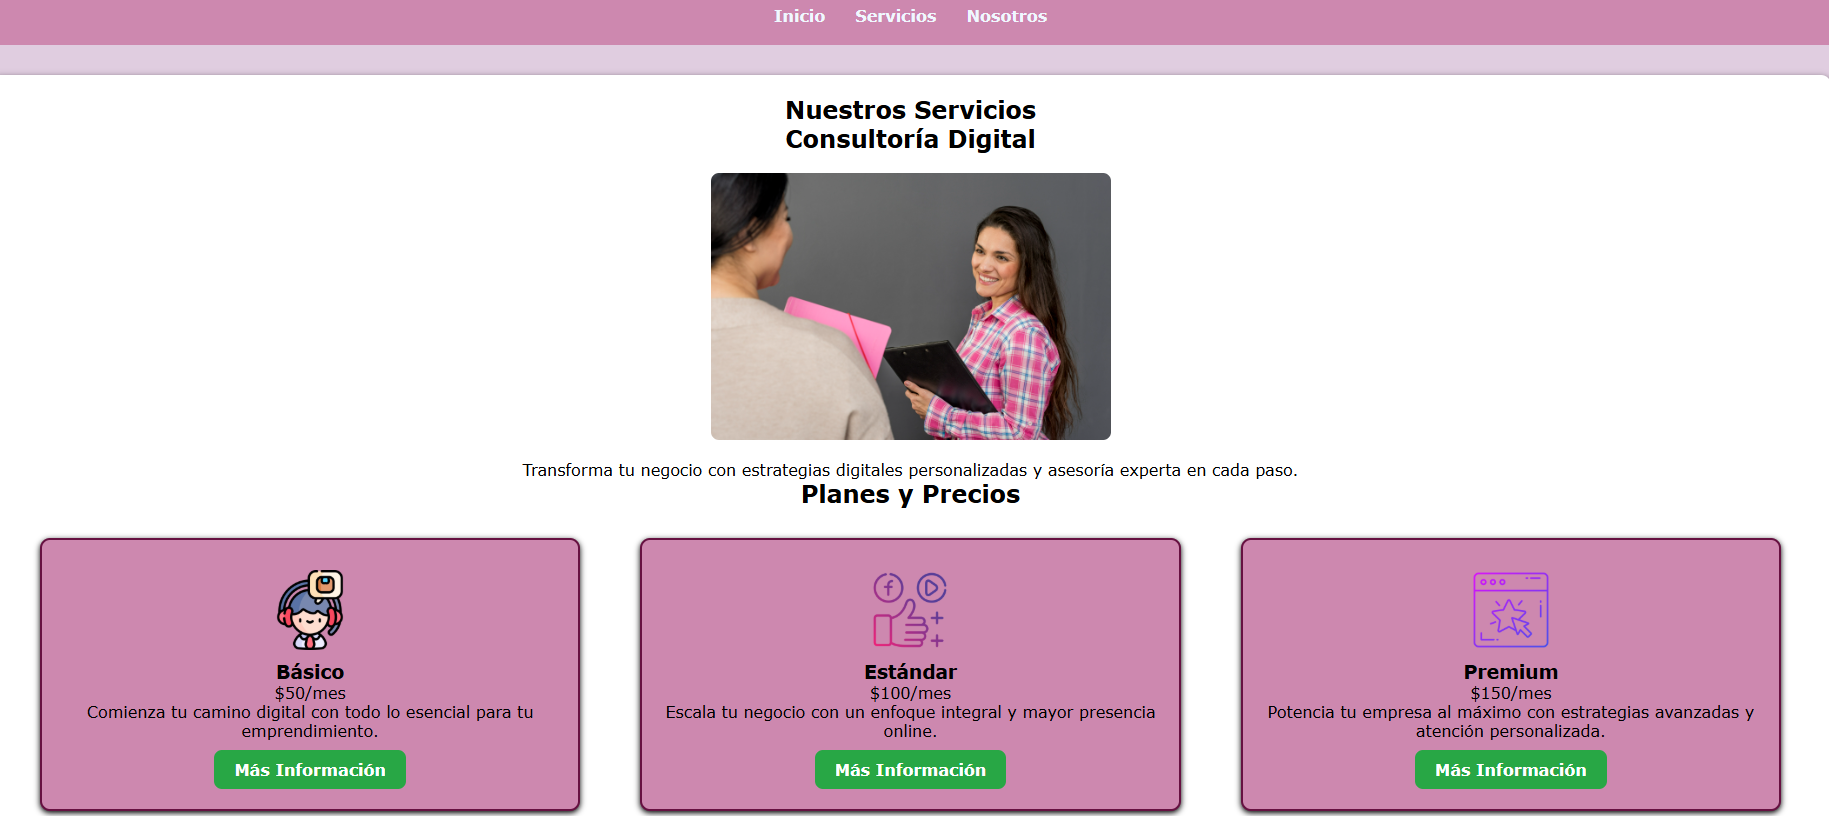 Inicio Servicios Nosotros
Nuestros Servicios
Consultoría Digital
Transforma tu negocio con estrategias digitales personalizadas y asesoría experta en cada paso.
Planes y Precios
Básico
$50/mes
Comienza tu camino digital con todo lo esencial para tu
emprendimiento.
Más Información
Estándar
$100/mes
Escala tu negocio con un enfoque integral y mayor presencia
online.
Más Información
Premium
$150/mes
Potencia tu empresa al máximo con estrategias avanzadas y
atención personalizada.
Más Información